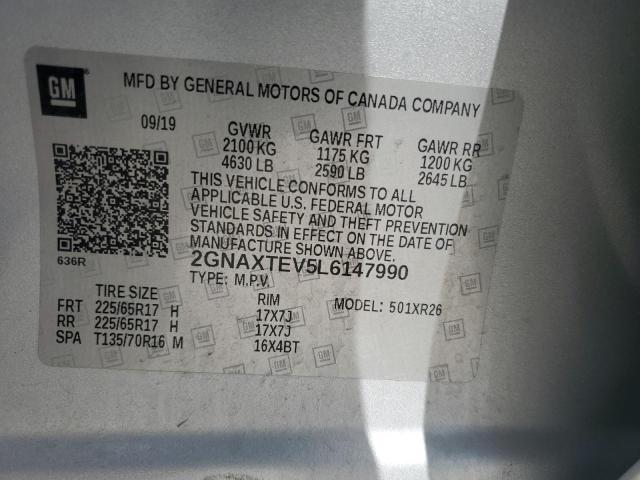 GM
MFD BY GENERAL MOTORS OF CANADA COMPANY
09/19 GVWR GAWR FRT GAWR RR
2100 KG 1175 KG 1200 KG
4630 LB 2590 LB 2645 LB
THIS VEHICLE CONFORMS TO ALL
APPLICABLE U.S. FEDERAL MOTOR
VEHICLE SAFETY AND THEFT PREVENTION
STANDARDS IN EFFECT ON THE DATE OF
MANUFACTURE SHOWN ABOVE.
636R 2GNAXTEV5L6147990
TYPE: M.P.V.
TIRE SIZE RIM MODEL: 501XR26
FRT 225/65R17 H 17X7J
RR 225/65R17 H 17X7J
SPA T135/70R16 M 16X4BT